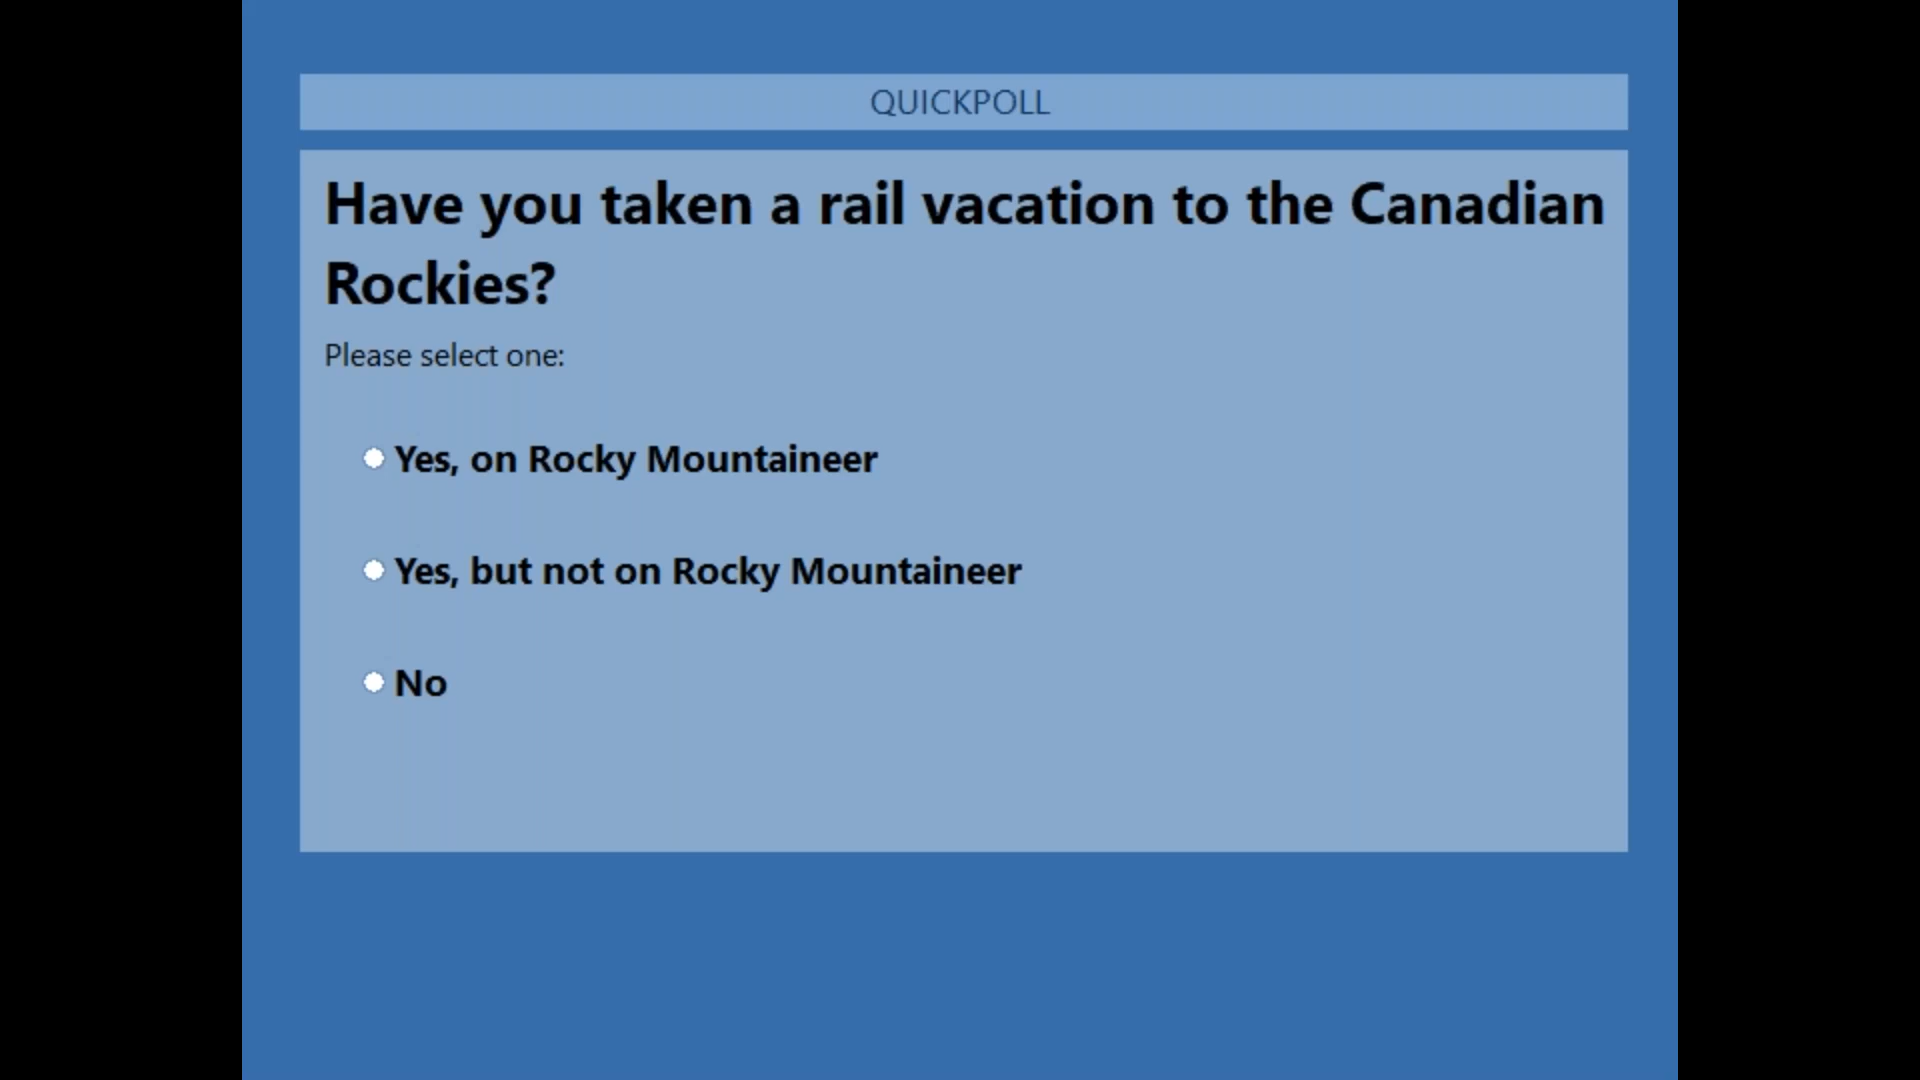 QUICKPOLL
Have you taken a rail vacation to the Canadian
Rockies?
Please select one:
Yes, on Rocky Mountaineer
Yes, but not on Rocky Mountaineer
No